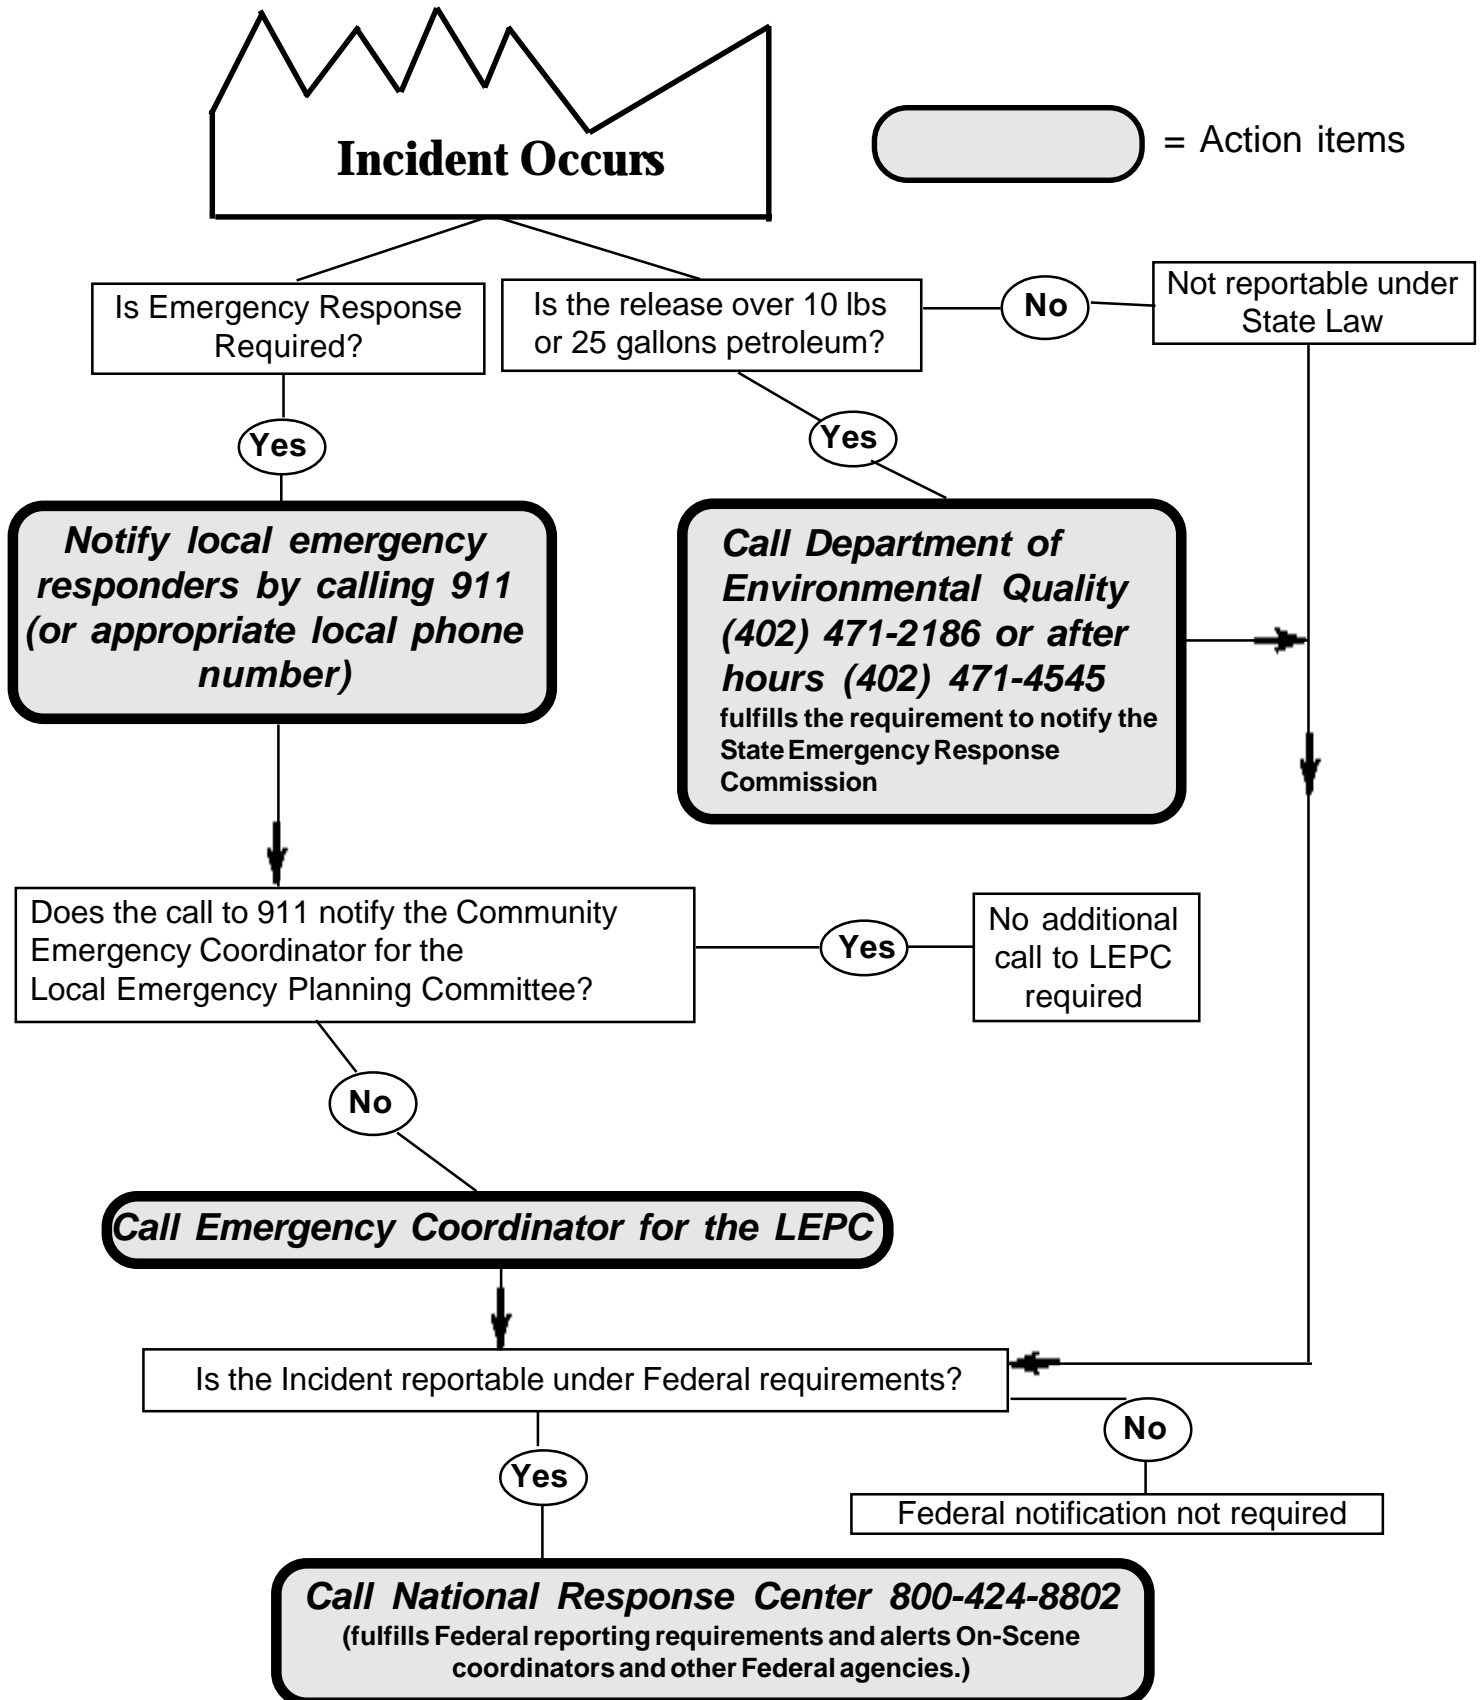 Incident Occurs
= Action items
Is Emergency Response
Required?
Is the release over 10 lbs
or 25 gallons petroleum?
No
Not reportable under
State Law
Yes
Yes
Notify local emergency
responders by calling 911
(or appropriate local phone
number)
Call Department of
Environmental Quality
(402) 471-2186 or after
hours (402) 471-4545
fulfills the requirement to notify the
State Emergency Response
Commission
Does the call to 911 notify the Community
Emergency Coordinator for the
Local Emergency Planning Committee?
Yes
No additional
call to LEPC
required
No
Call Emergency Coordinator for the LEPC
Is the Incident reportable under Federal requirements?
No
Yes
Federal notification not required
Call National Response Center 800-424-8802
(fulfills Federal reporting requirements and alerts On-Scene
coordinators and other Federal agencies.)